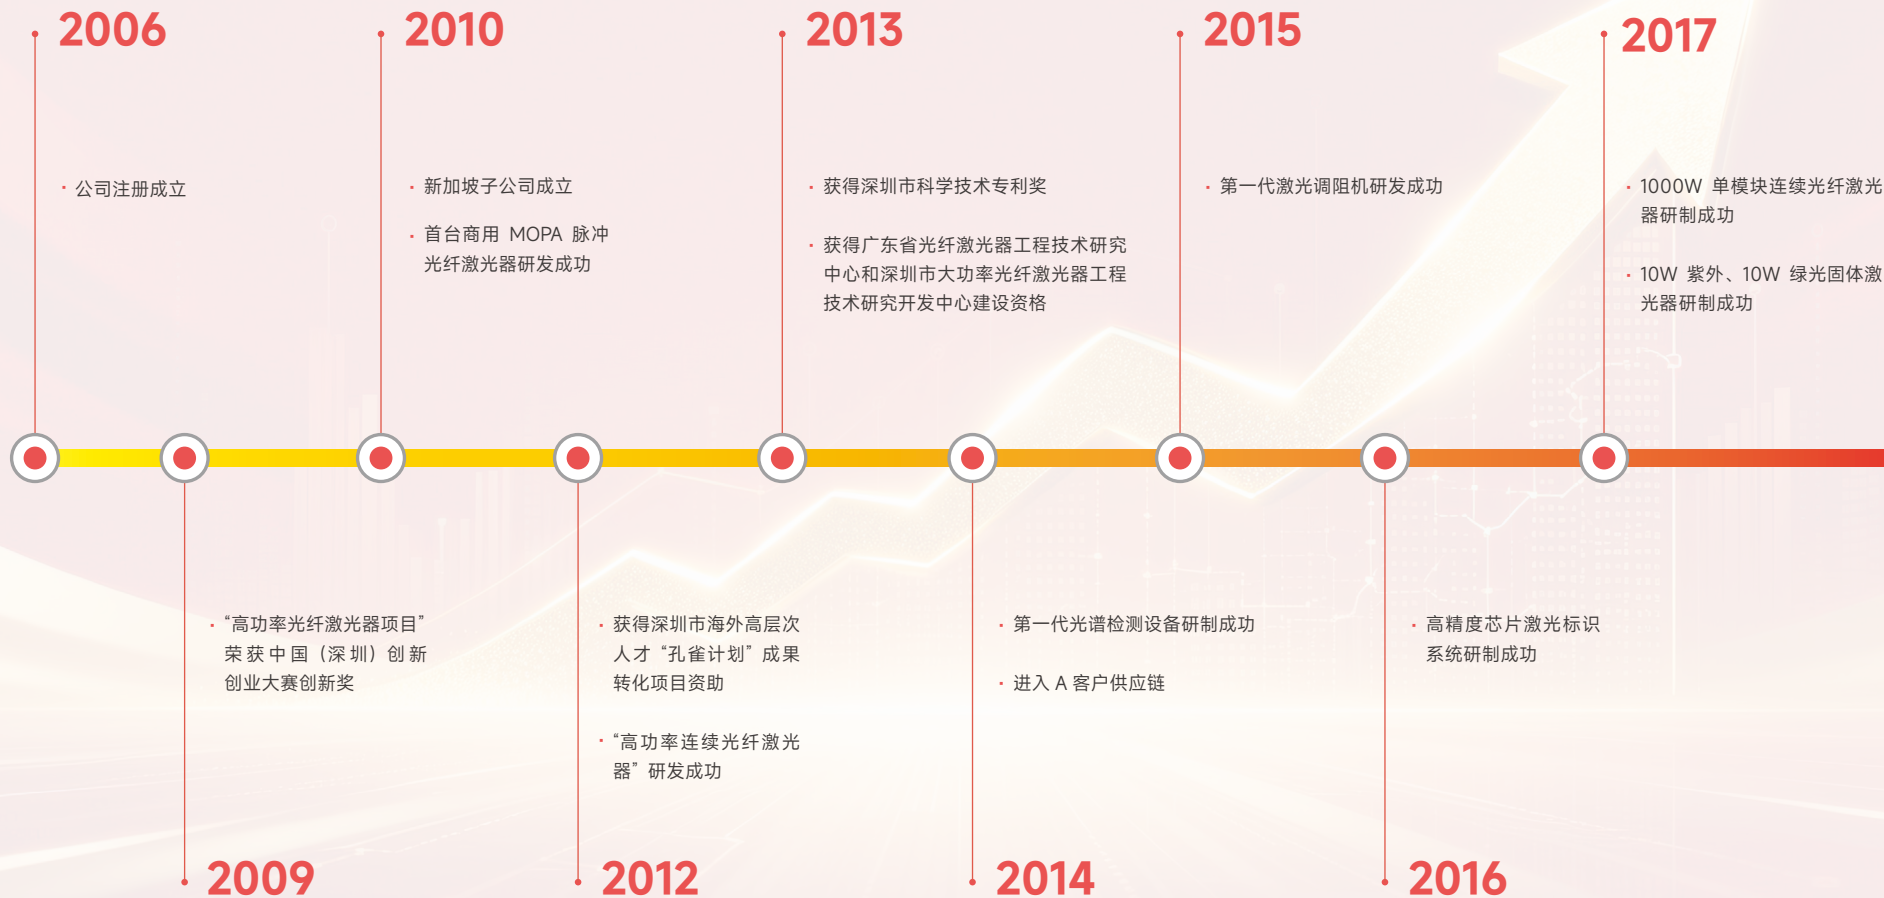 2006
· 公司注册成立
2010
· 新加坡子公司成立
· 首台商用 MOPA 脉冲
光纤激光器研发成功
2013
· 获得深圳市科学技术专利奖
· 获得广东省光纤激光器工程技术研究
中心和深圳市大功率光纤激光器工程
技术研究开发中心建设资格
2015
· 第一代激光调阻机研发成功
2017
· 1000W 单模块连续光纤激光
器研制成功
· 10W 紫外、10W 绿光固体激
光器研制成功
· “高功率光纤激光器项目”
荣获中国（深圳）创新
创业大赛创新奖
2009
· 获得深圳市海外高层次
人才“孔雀计划”成果
转化项目资助
· “高功率连续光纤激光
器”研发成功
2012
· 第一代光谱检测设备研制成功
· 进入 A 客户供应链
2014
· 高精度芯片激光标识
系统研制成功
2016